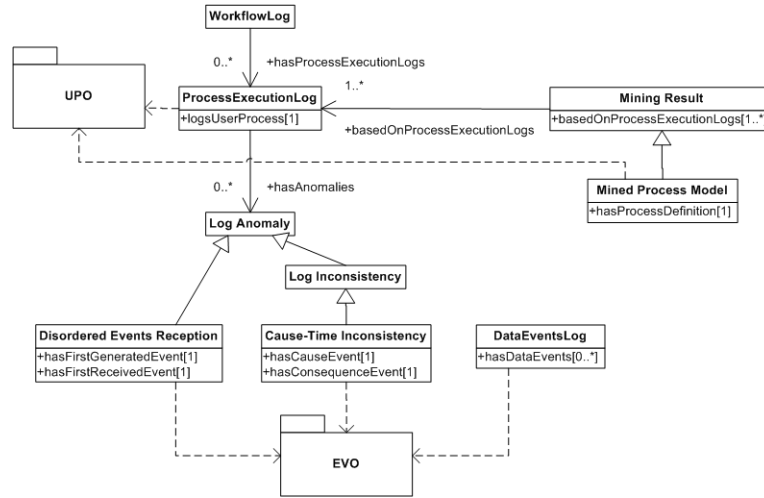 WorkflowLog
0..*
+hasProcessExecutionLogs
UPO
ProcessExecutionLog
+logsUserProcess[1]
1..*
+basedOnProcessExecutionLogs
Mining Result
+basedOnProcessExecutionLogs[1..*]
Mined Process Model
+hasProcessDefinition[1]
0..*
+hasAnomalies
Log Anomaly
Log Inconsistency
Disordered Events Reception
+hasFirstGeneratedEvent[1]
+hasFirstReceivedEvent[1]
Cause-Time Inconsistency
+hasCauseEvent[1]
+hasConsequenceEvent[1]
DataEventsLog
+hasDataEvents[0..*]
EVO